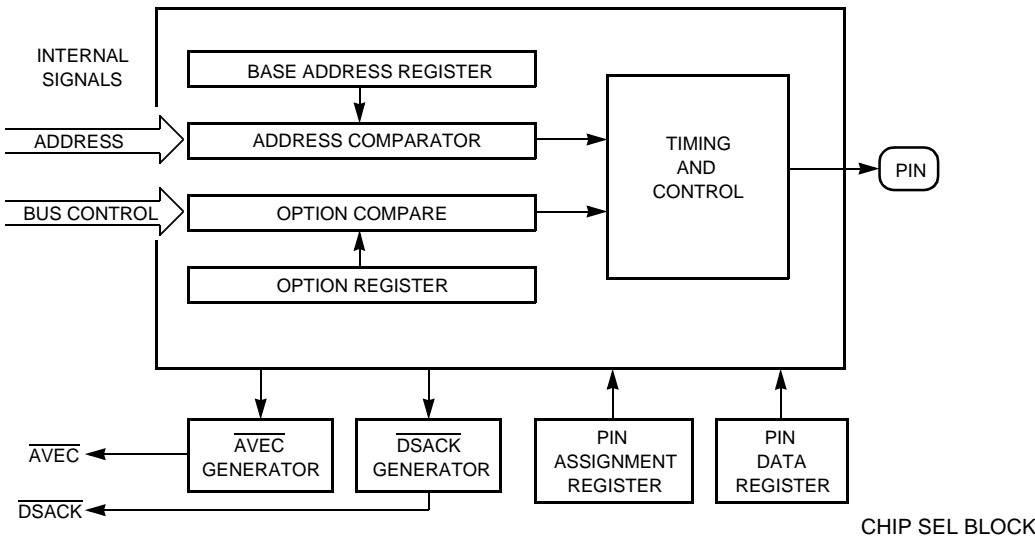 INTERNAL
SIGNALS
BASE ADDRESS REGISTER
ADDRESS
ADDRESS COMPARATOR
TIMING
AND
CONTROL
PIN
BUS CONTROL
OPTION COMPARE
OPTION REGISTER
AVEC
AVEC
GENERATOR
DSACK
GENERATOR
PIN
ASSIGNMENT
REGISTER
PIN
DATA
REGISTER
DSACK
CHIP SEL BLOCK